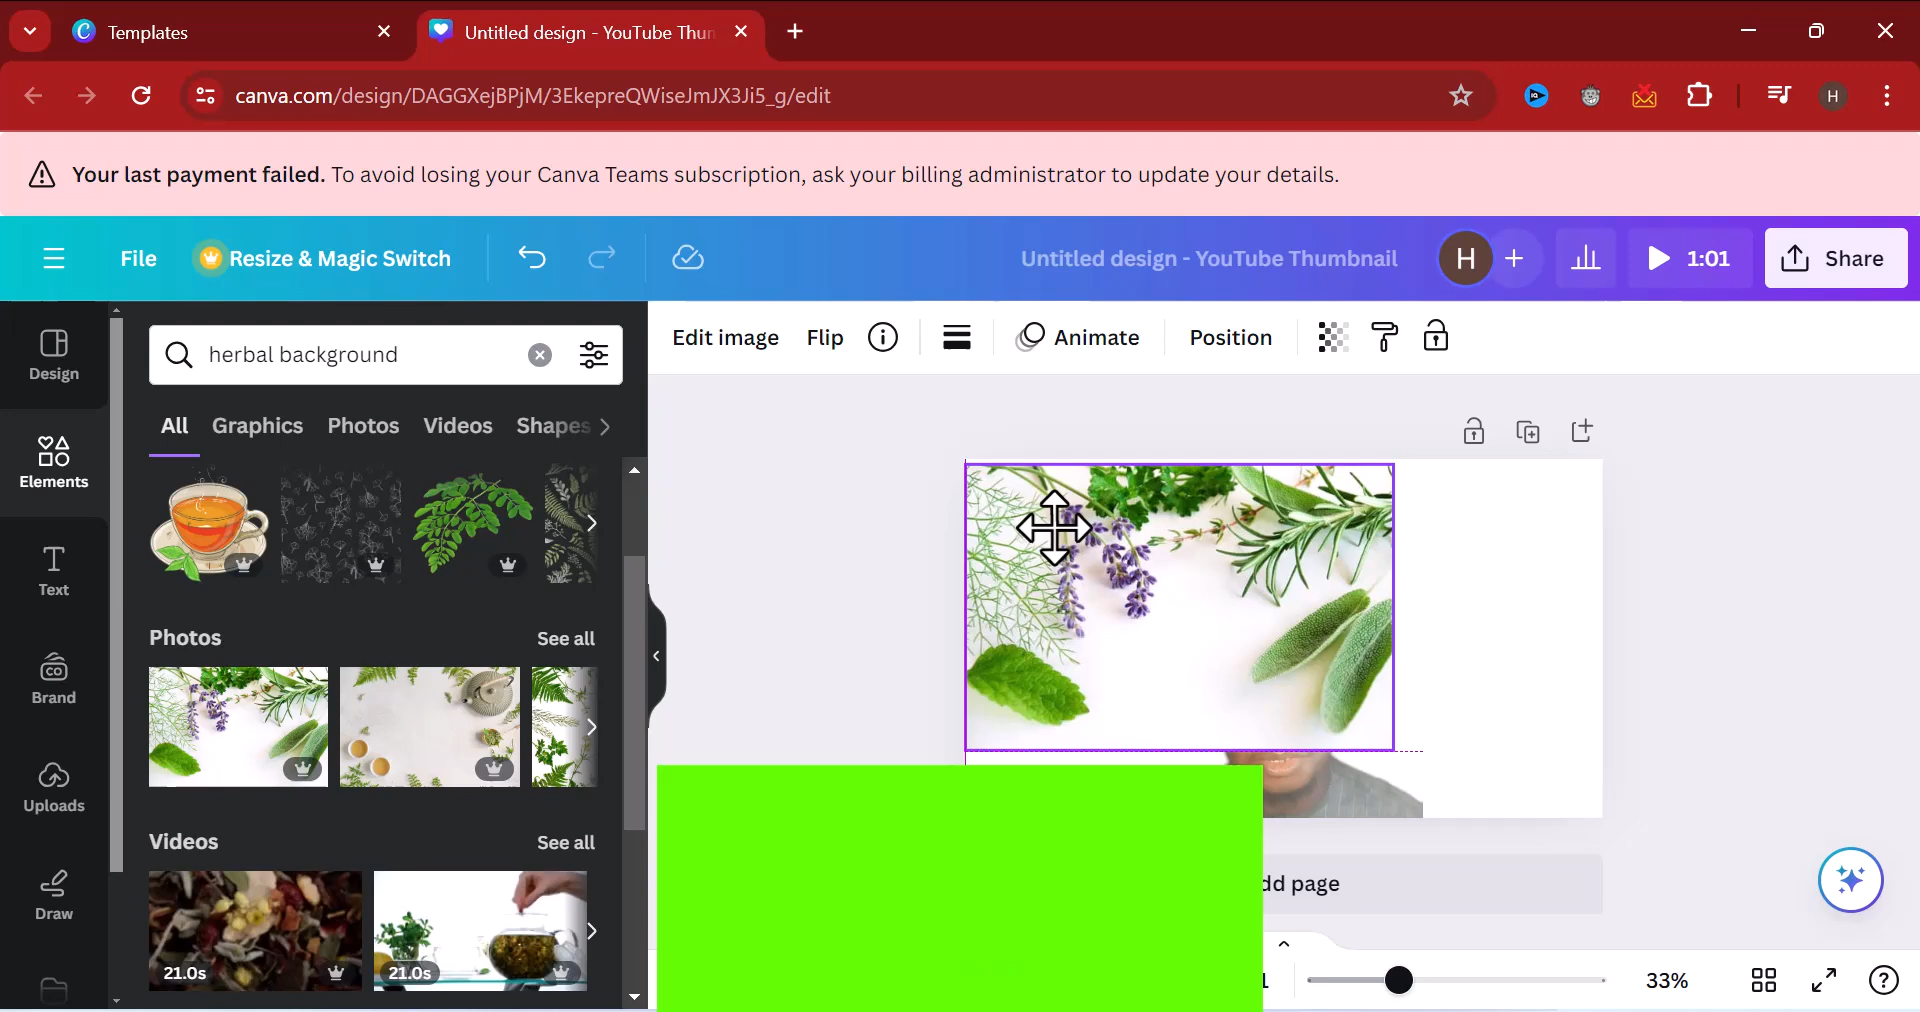 Templates
Untitled design - YouTube Thun
canva.com/design/DAGGXejBPjM/3EkepreQWiseJmJX3Ji5_g/edit
H
Your last payment failed. To avoid losing your Canva Teams subscription, ask your billing administrator to update your details.
File
Resize & Magic Switch
Untitled design - YouTube Thumbnail
H
1:01
Share
Design
Elements
Text
Brand
Uploads
Draw
herbal background
All
Graphics
Photos
Videos
Shapes
Edit image
Flip
Animate
Position
Photos
See all
Videos
See all
21.0s
21.0s
dd page
33%